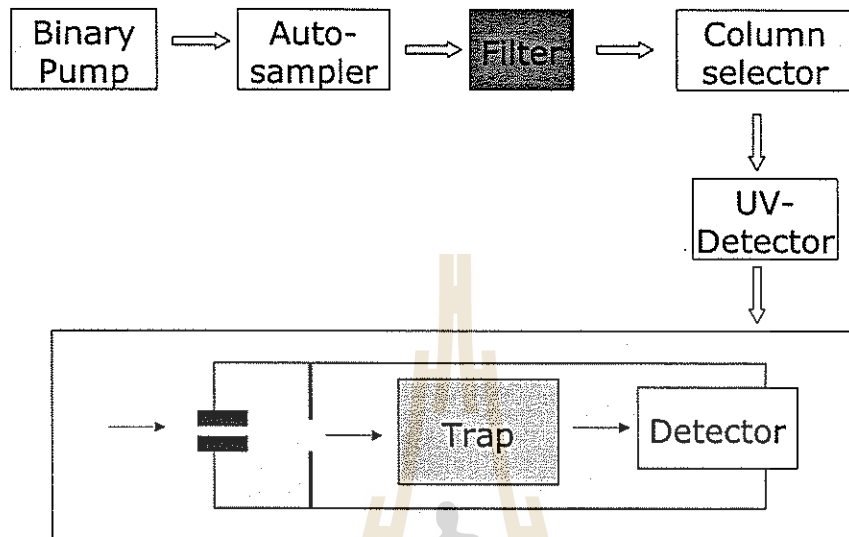 Binary
Pump
Auto-
sampler
Filter
Column
selector
UV-
Detector
Trap
Detector